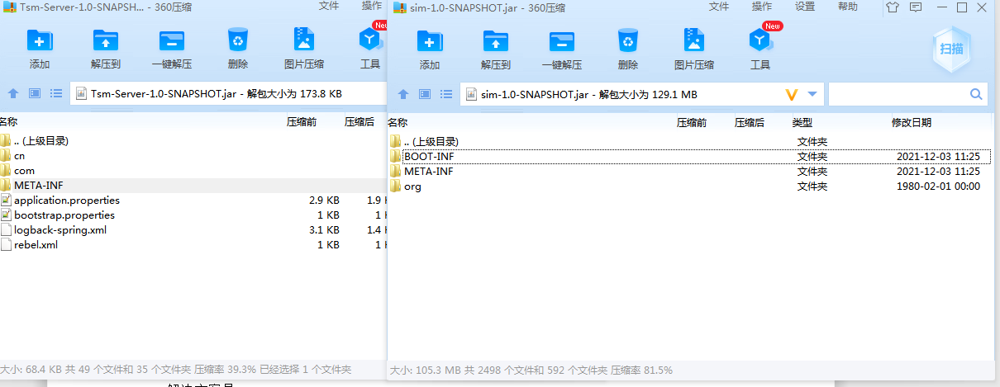 Tsm-Server-1.0-SNAPSH... - 360压缩
文件
操作
New
添加
解压到
一键解压
删除
图片压缩
工具
Tsm-Server-1.0-SNAPSHOT.jar - 解包大小为 173.8 KB
名称 压缩前 压缩后
.. (上级目录)
cn
com
META-INF
application.properties 2.9 KB 1.9
bootstrap.properties 1 KB 1
logback-spring.xml 3.1 KB 1.4
rebel.xml 1 KB 1
大小: 68.4 KB 共 49 个文件和 35 个文件夹 压缩率 39.3% 已经选择 1 个文件
sim-1.0-SNAPSHOT.jar - 360压缩
文件 操作 设置 帮助
New
添加
解压到
一键解压
删除
图片压缩
工具
扫描
sim-1.0-SNAPSHOT.jar - 解包大小为 129.1 MB
名称 压缩前 压缩后 类型 修改日期
.. (上级目录) 文件夹
BOOT-INF 文件夹 2021-12-03 11:25
META-INF 文件夹 2021-12-03 11:25
org 文件夹 1980-02-01 00:00
大小: 105.3 MB 共 2498 个文件和 592 个文件夹 压缩率 81.5%